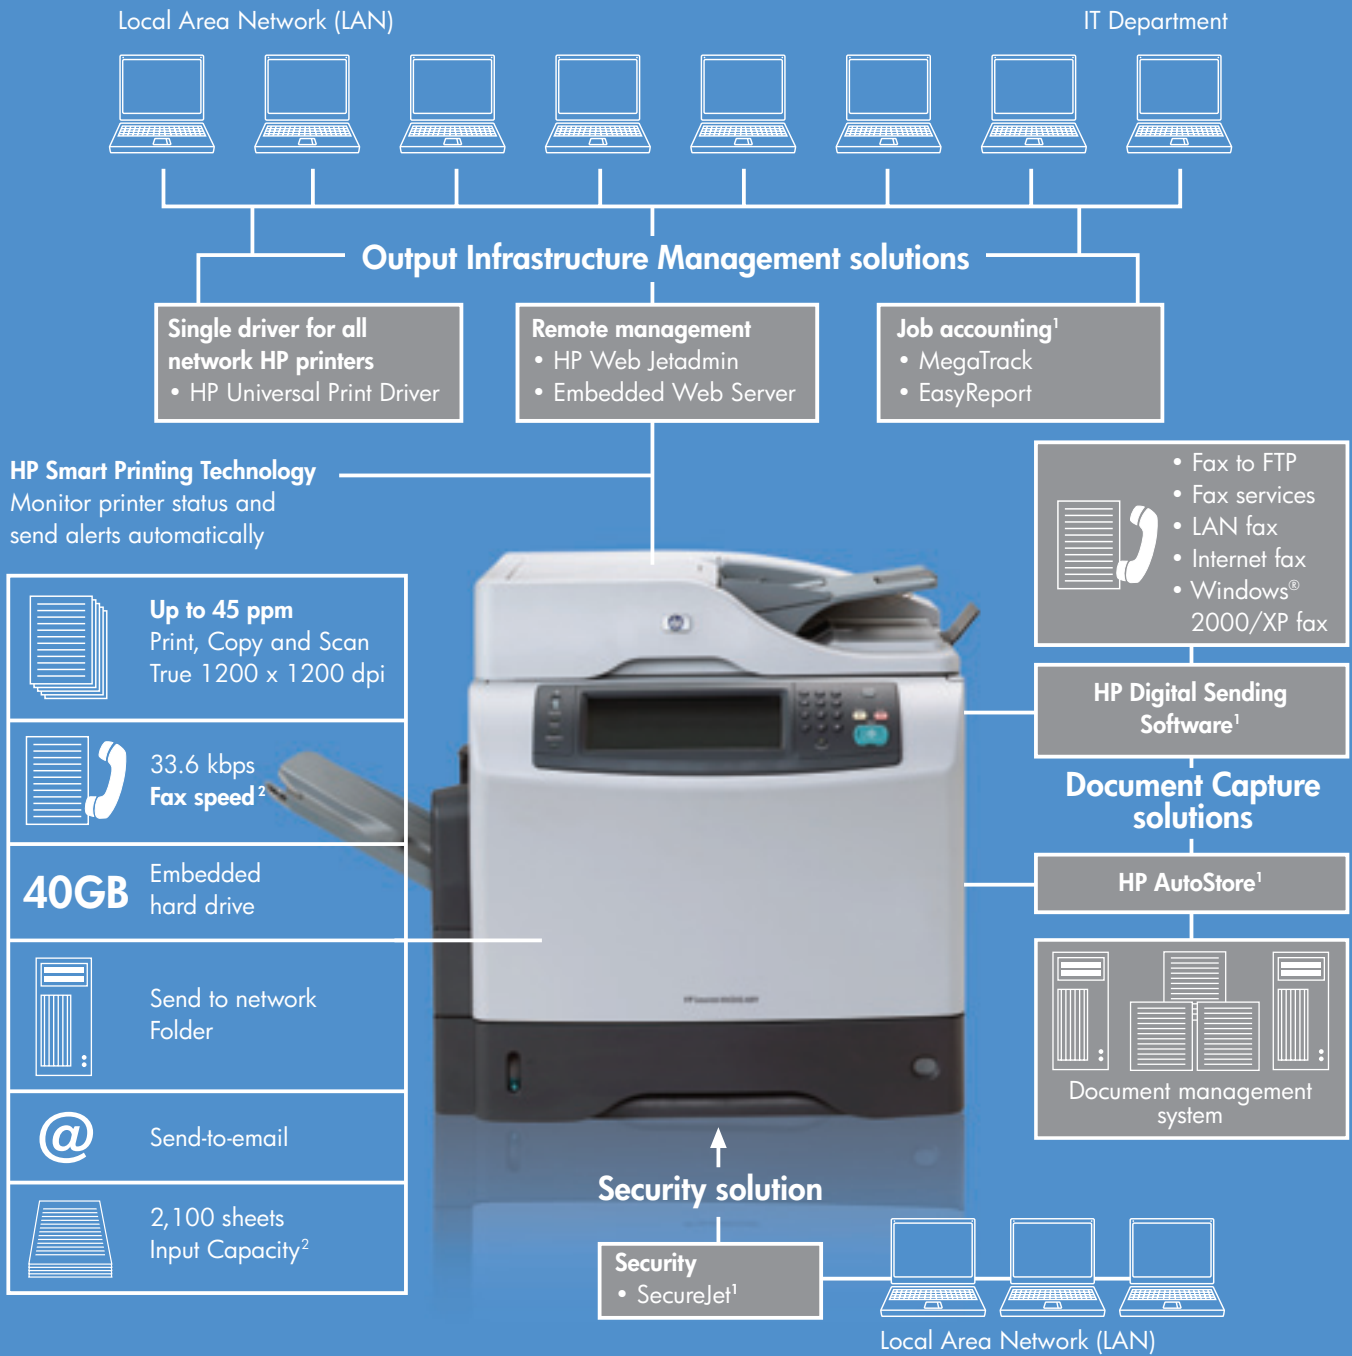 Local Area Network (LAN)
IT Department
Output Infrastructure Management solutions
Single driver for all
network HP printers
• HP Universal Print Driver
Remote management
• HP Web Jetadmin
• Embedded Web Server
Job accounting¹
• MegaTrack
• EasyReport
HP Smart Printing Technology
Monitor printer status and
send alerts automatically
Up to 45 ppm
Print, Copy and Scan
True 1200 x 1200 dpi
33.6 kbps
Fax speed²
40GB
Embedded
hard drive
Send to network
Folder
@
Send-to-email
2,100 sheets
Input Capacity²
• Fax to FTP
• Fax services
• LAN fax
• Internet fax
• Windows®
2000/XP fax
HP Digital Sending
Software¹
Document Capture
solutions
HP AutoStore¹
Document management
system
Security solution
Security
• SecureJet¹
Local Area Network (LAN)